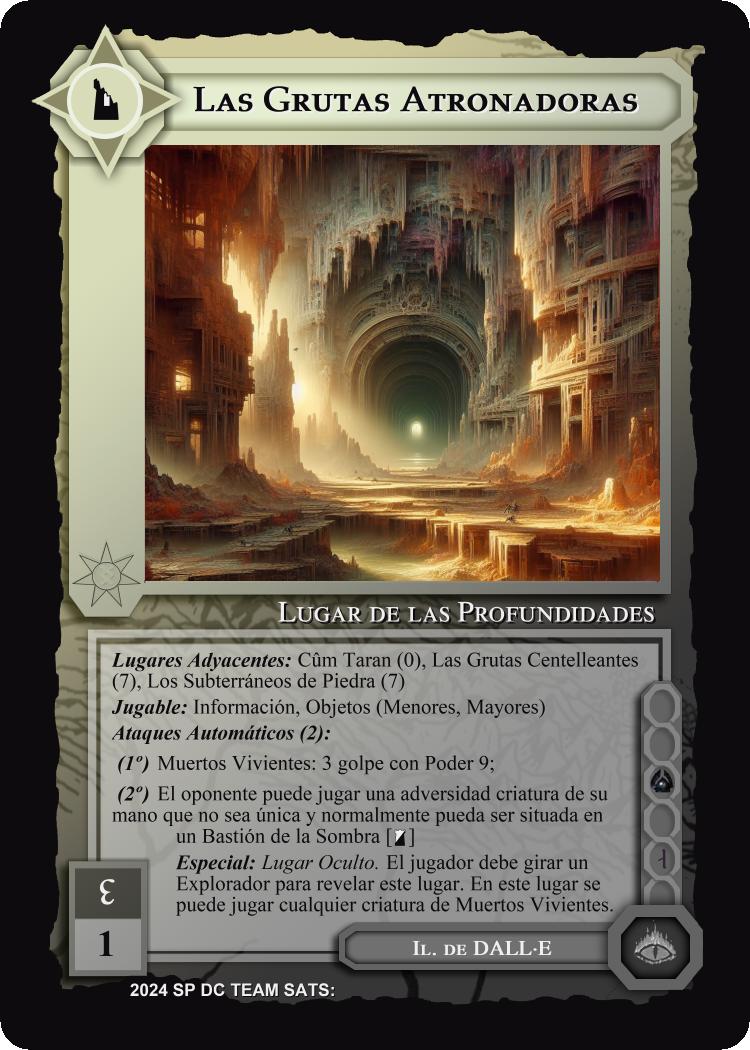 Las Grutas Atronadoras
Lugar de las Profundidades
Lugares Adyacentes: Cûm Taran (0), Las Grutas Centelleantes
(7), Los Subterráneos de Piedra (7)
Jugable: Información, Objetos (Menores, Mayores)
Ataques Automáticos (2):
(1º) Muertos Vivientes: 3 golpe con Poder 9;
(2º) El oponente puede jugar una adversidad criatura de su
mano que no sea única y normalmente pueda ser situada en
un Bastión de la Sombra [ ]
Especial: Lugar Oculto. El jugador debe girar un
Explorador para revelar este lugar. En este lugar se
puede jugar cualquier criatura de Muertos Vivientes.
1
Il. de DALL·E
2024 SP DC TEAM SATS: